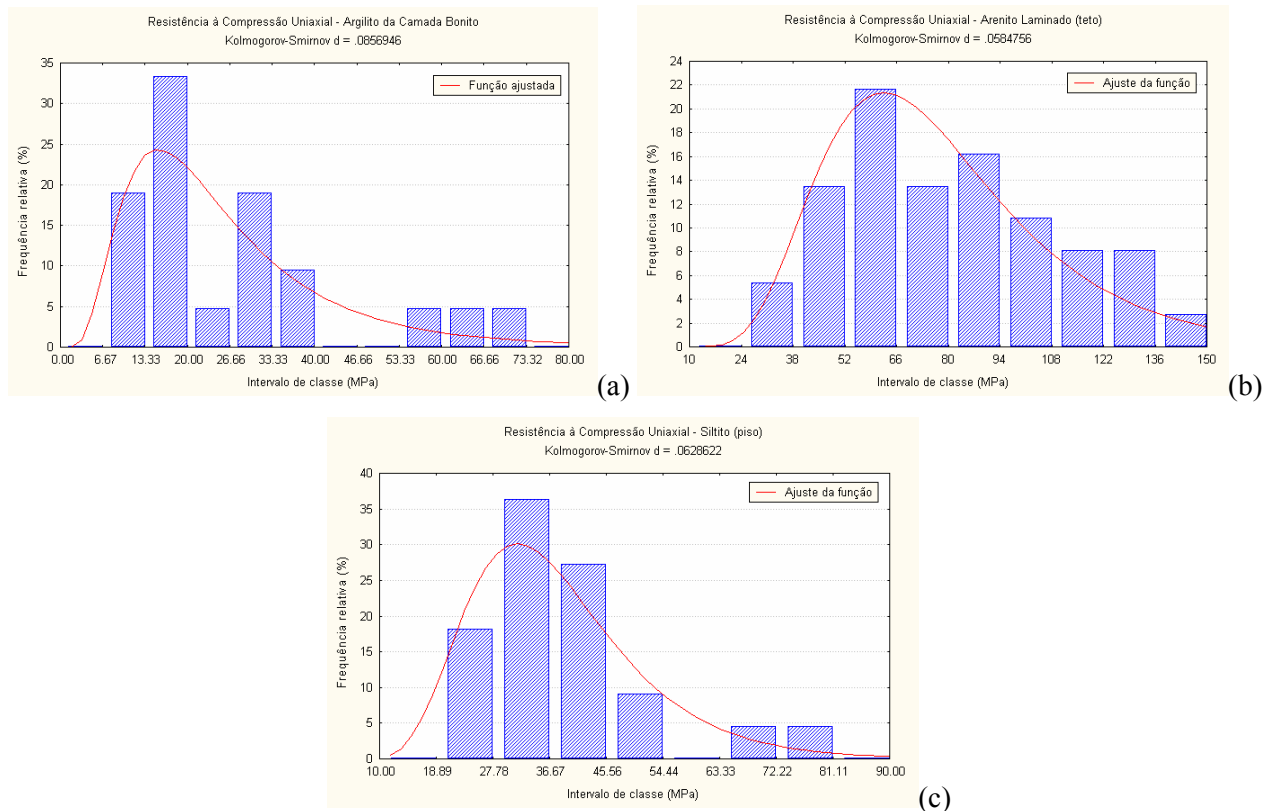 Resistência à Compressão Uniaxial - Argilito da Camada Bonito
Kolmogorov-Smirnov d = .0856946
Função ajustada
Frequência relativa (%)
35
30
25
20
15
10
5
0
0.00 6.67 13.33 20.00 26.66 33.33 40.00 46.66 53.33 60.00 66.66 73.32 80.00
Intervalo de classe (MPa)
(a)
Resistência à Compressão Uniaxial - Arenito Laminado (teto)
Kolmogorov-Smirnov d = .0584756
Ajuste da função
Frequência relativa (%)
24
22
20
18
16
14
12
10
8
6
4
2
0
10 24 38 52 66 80 94 108 122 136 150
Intervalo de classe (MPa)
(b)
Resistência à Compressão Uniaxial - Siltito (piso)
Kolmogorov-Smirnov d = .0628622
Ajuste da função
Frequência relativa (%)
40
35
30
25
20
15
10
5
0
10.00 18.89 27.78 36.67 45.56 54.44 63.33 72.22 81.11 90.00
Intervalo de classe (MPa)
(c)